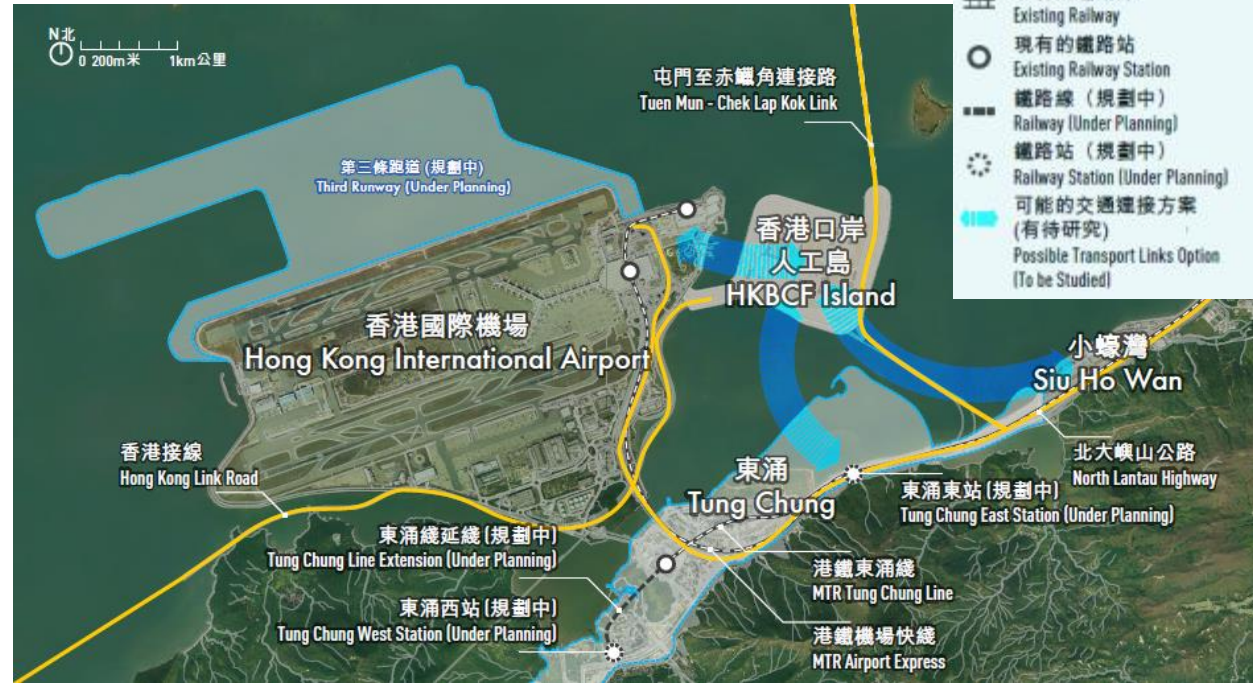 N北
0 200m米 1km公里
屯門至赤鱲角連接路
Tuen Mun - Chek Lap Kok Link
第三條跑道 (規劃中)
Third Runway (Under Planning)
香港口岸
人工島
HKBCF Island
香港國際機場
Hong Kong International Airport
小蠔灣
Siu Ho Wan
香港接線
Hong Kong Link Road
東涌
Tung Chung
北大嶼山公路
North Lantau Highway
東涌東站 (規劃中)
Tung Chung East Station (Under Planning)
東涌綫延綫 (規劃中)
Tung Chung Line Extension (Under Planning)
東涌西站 (規劃中)
Tung Chung West Station (Under Planning)
港鐵東涌綫
MTR Tung Chung Line
港鐵機場快綫
MTR Airport Express
Existing Railway
現有的鐵路站
Existing Railway Station
鐵路線（規劃中）
Railway (Under Planning)
鐵路站（規劃中）
Railway Station (Under Planning)
可能的交通連接方案
(有待研究)
Possible Transport Links Option
(To be Studied)